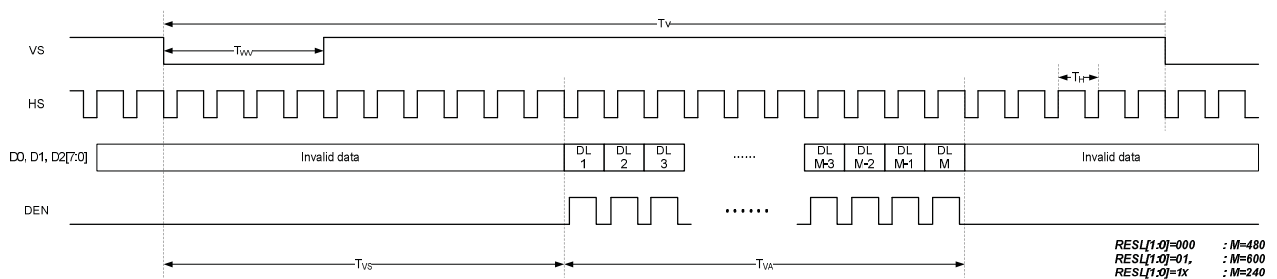 Tv
VS
TWV
TH
HS
D0, D1, D2[7:0]
Invalid data
DL 1
DL 2
DL 3
......
DL M-3
DL M-2
DL M-1
DL M
Invalid data
DEN
......
TVS
TVA
RESL[1:0]=000 : M=480
RESL[1:0]=01, : M=600
RESL[1:0]=1x : M=240